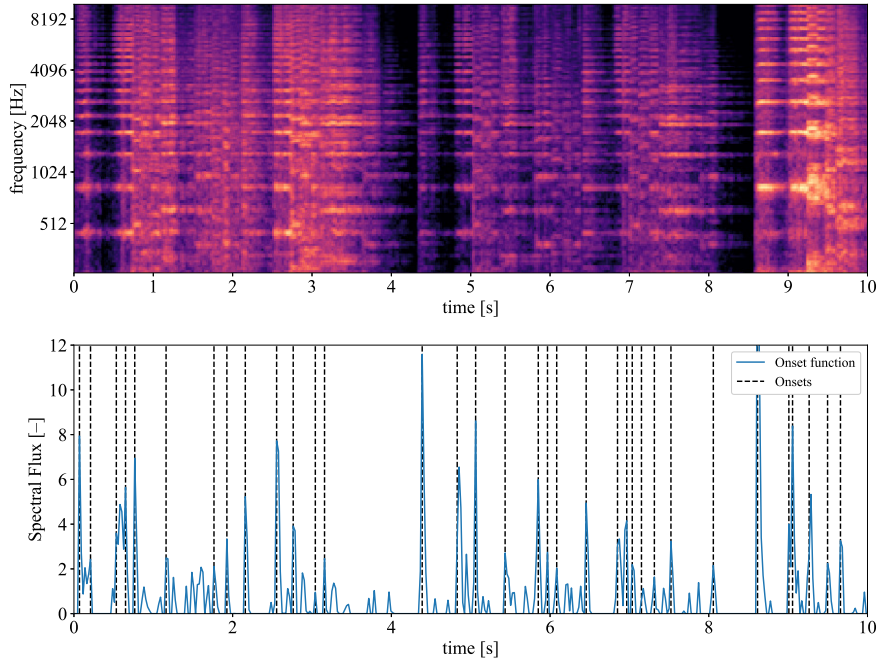 8192
4096
2048
1024
512
frequency [Hz]
0 1 2 3 4 5 6 7 8 9 10
time [s]
12
10
8
6
4
2
0
Spectral Flux [−]
Onset function
Onsets
0 2 4 6 8 10
time [s]